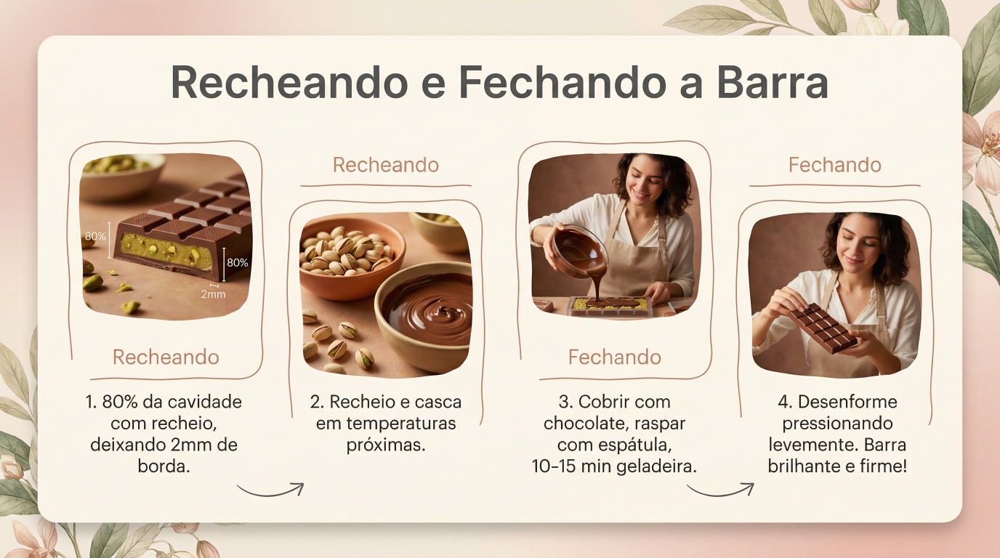 Recheando e Fechando a Barra
80%
80%
2mm
Recheando
1. 80% da cavidade
com recheio,
deixando 2mm de
borda.
Recheando
2. Recheio e casca
em temperaturas
próximas.
Fechando
3. Cobrir com
chocolate, raspar
com espátula,
10–15 min geladeira.
Fechando
4. Desenforme
pressionando
levemente. Barra
brilhante e firme!